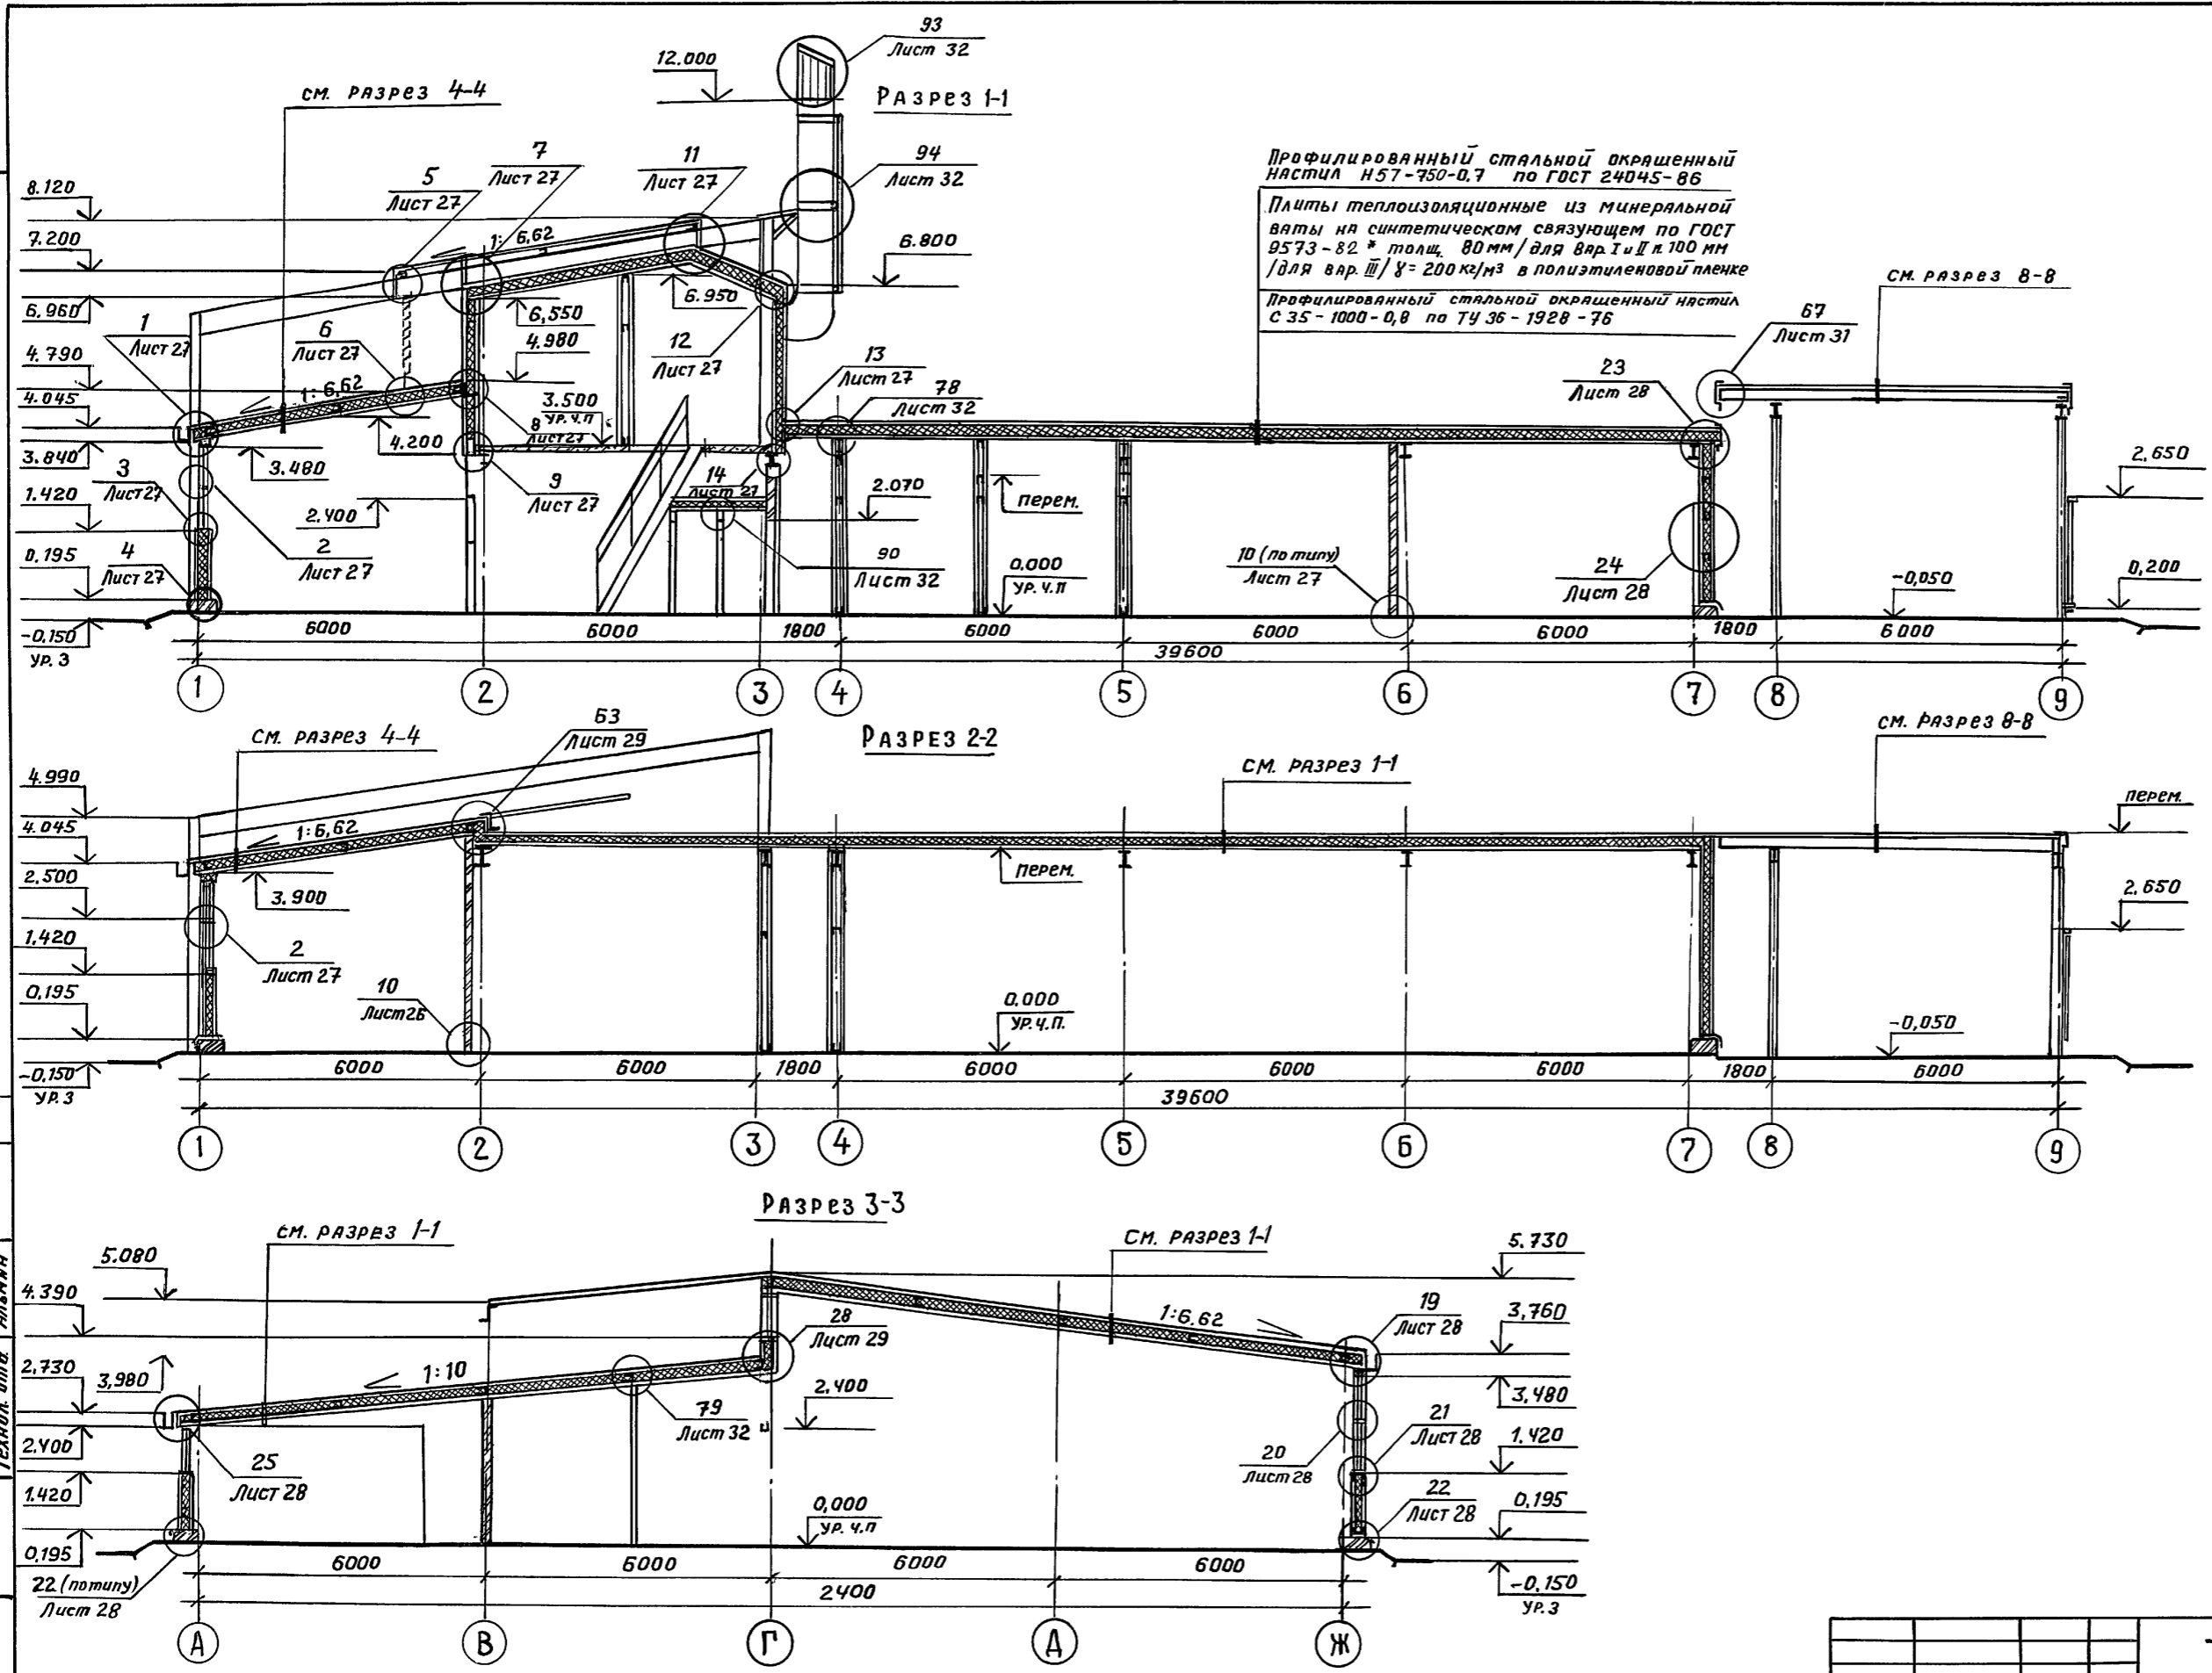 93
Лист 32
12.000
Разрез 1-1
см. разрез 4-4
7
Лист 27
11
Лист 27
94
Лист 32
5
Лист 27
8.120
7.200
6.960
1:6,62
6.800
6.950
6,550
Профилированный стальной окрашенный
настил Н57-750-0,7 по ГОСТ 24045-86
Плиты теплоизоляционные из минеральной
ваты на синтетическом связующем по ГОСТ
9573-82* толщ. 80мм/для вар. I и II и 100 мм
/для вар. III/ γ=200кг/м³ в полиэтиленовой пленке
Профилированный стальной окрашенный настил
С 35-1000-0,8 по ТУ 36-1928-76
см. разрез 8-8
67
Лист 31
1
Лист 27
6
Лист 27
4.980
12
Лист 27
13
Лист 27
78
Лист 32
23
Лист 28
4.790
4.045
3.840
1:6,62
3.500
ур.ч.п
8
Лист 27
4.200
3.480
3
Лист 27
1.420
2.400
9
Лист 27
14
Лист 27
2.070
перем.
2.650
0,195
4
Лист 27
2
Лист 27
90
Лист 32
0,000
ур.ч.п
10 (по типу)
Лист 27
24
Лист 28
-0,050
0,200
-0,150
ур.з
6000
6000
1800
6000
6000
6000
1800
6000
39600
1
2
3
4
5
6
7
8
9
Разрез 2-2
см. разрез 4-4
63
Лист 29
см. разрез 1-1
см. разрез 8-8
4.990
4.045
2,500
1,420
0,195
-0,150
ур.з
1:6,62
3.900
2
Лист 27
10
Лист 26
перем.
0,000
ур.ч.п.
перем.
2,650
-0,050
6000
6000
1800
6000
6000
6000
1800
6000
39600
1
2
3
4
5
6
7
8
9
Разрез 3-3
см. разрез 1-1
см. разрез 1-1
5.080
4.390
2,730
3,980
2.400
1.420
0,195
1:10
28
Лист 29
1:6.62
19
Лист 28
5.730
3,760
3,480
1.420
0,195
-0,150
ур.з
79
Лист 32
2,400
25
Лист 28
20
Лист 28
21
Лист 28
22
Лист 28
0,000
ур.ч.п
22 (по типу)
Лист 28
6000
6000
6000
6000
2400
А
В
Г
Д
Ж